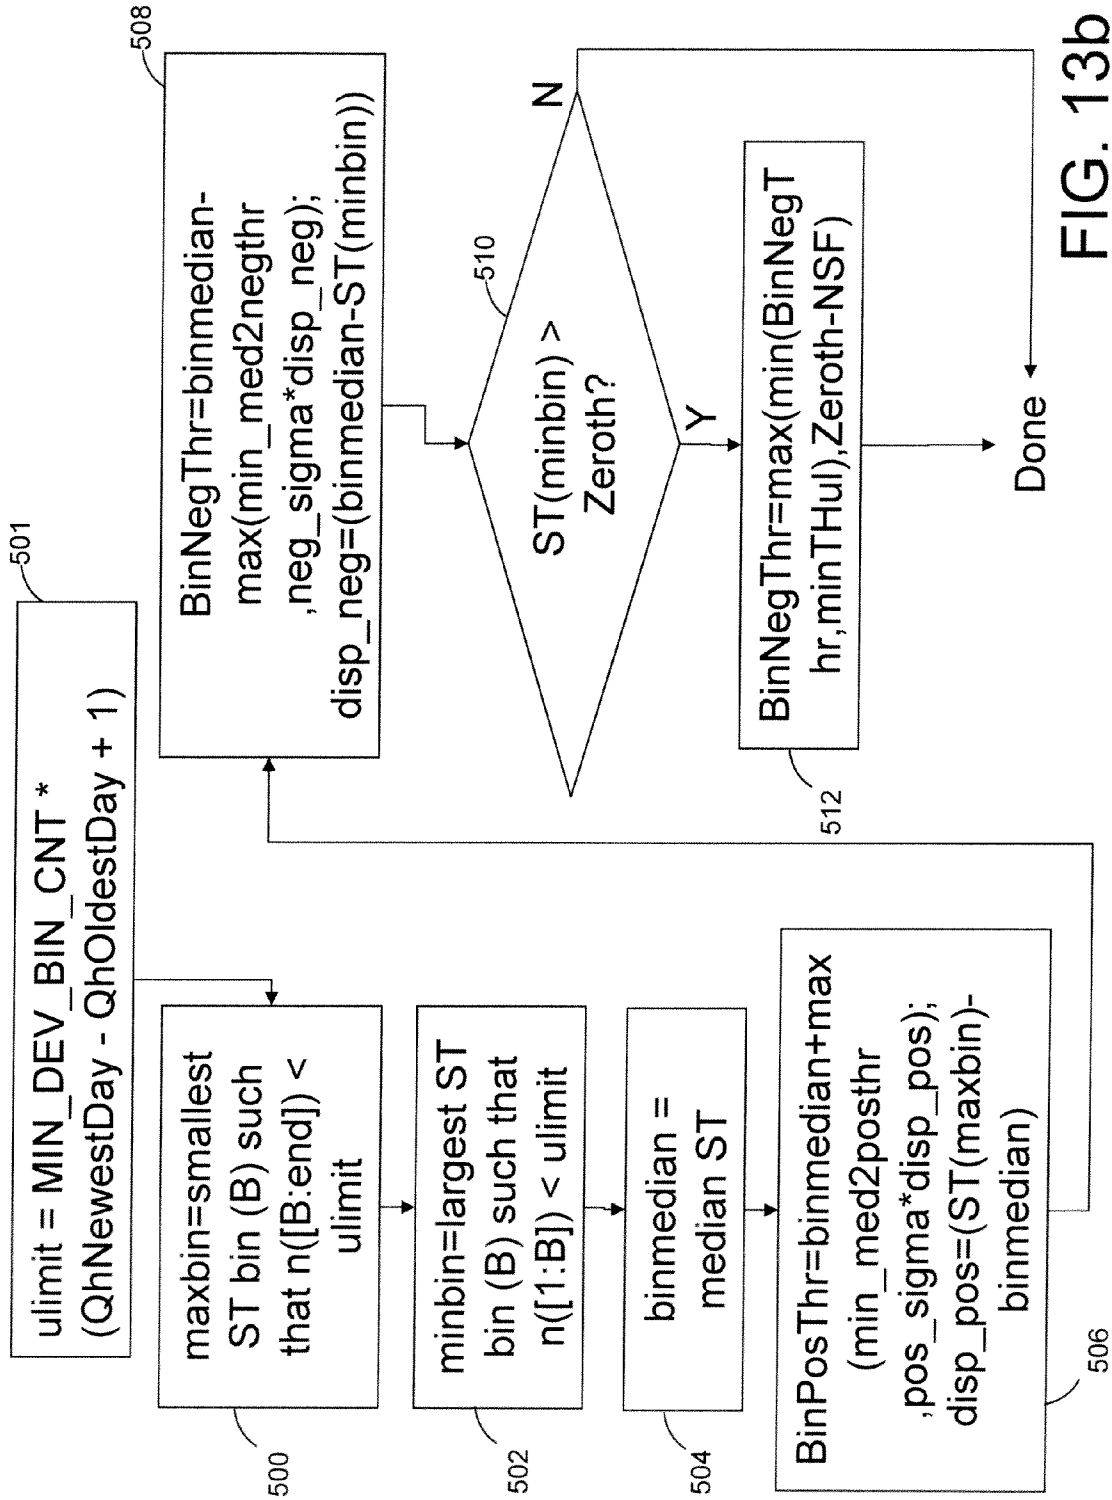 501
ulimit = MIN_DEV_BIN_CNT *
(QhNewestDay - QhOldestDay + 1)
500
maxbin=smallest
ST bin (B) such
that n([B:end]) <
ulimit
502
minbin=largest ST
bin (B) such that
n([1:B]) < ulimit
504
binmedian =
median ST
506
BinPosThr=binmedian+max
(min_med2posthr
,pos_sigma*disp_pos);
disp_pos=(ST(maxbin)-
binmedian)
508
BinNegThr=binmedian-
max(min_med2negthr
,neg_sigma*disp_neg);
disp_neg=(binmedian-ST(minbin))
510
ST(minbin) >
Zeroth?
N
Y
512
BinNegThr=max(min(BinNegT
hr,minTHul),Zeroth-NSF)
Done
FIG. 13b